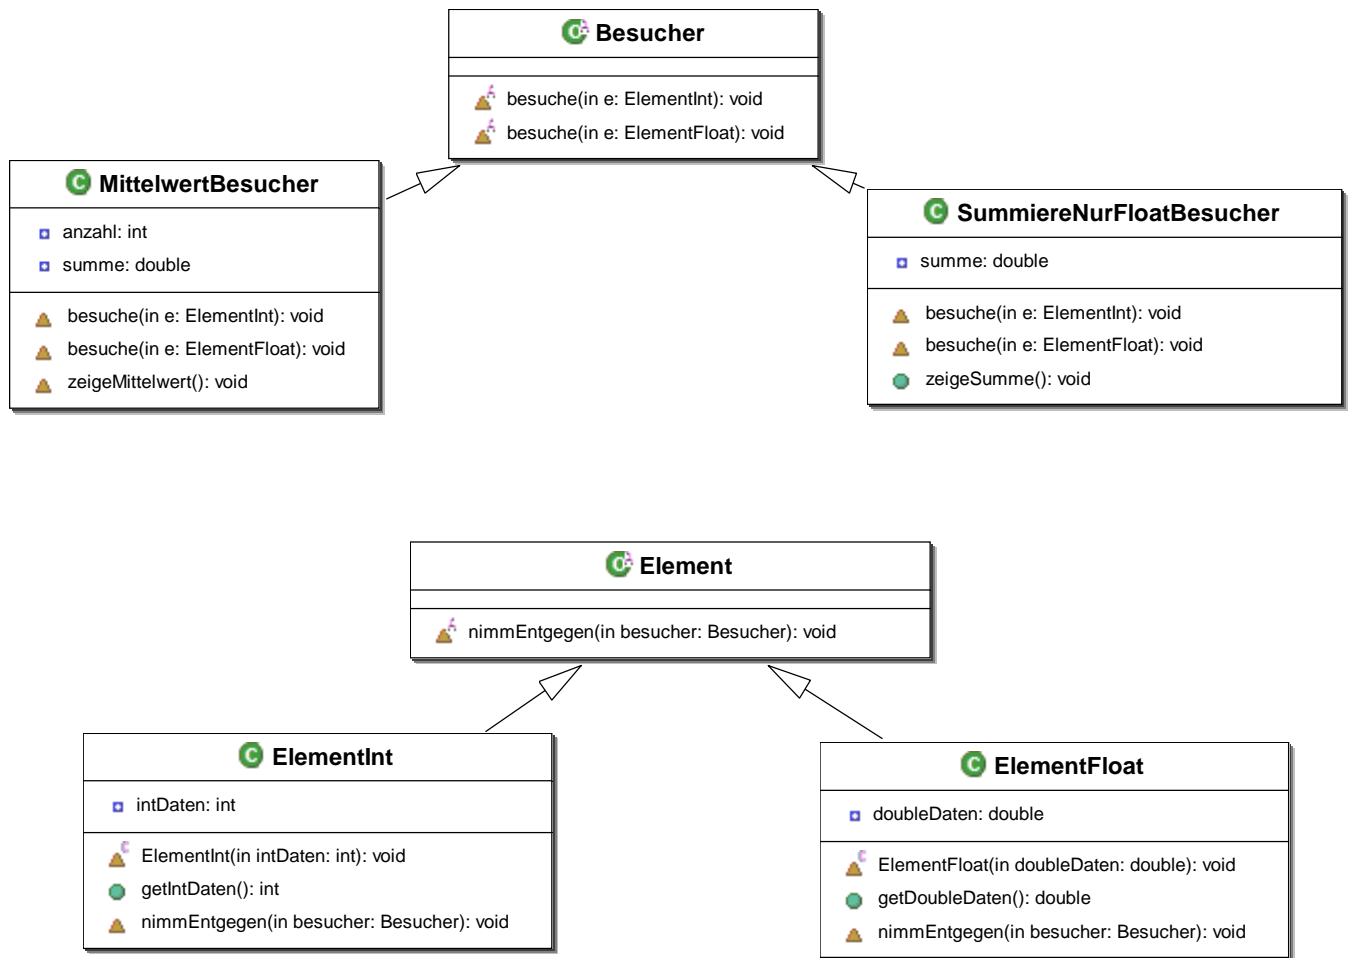 Besucher
besuche(in e: ElementInt): void
besuche(in e: ElementFloat): void
MittelwertBesucher
anzahl: int
summe: double
besuche(in e: ElementInt): void
besuche(in e: ElementFloat): void
zeigeMittelwert(): void
SummiereNurFloatBesucher
summe: double
besuche(in e: ElementInt): void
besuche(in e: ElementFloat): void
zeigeSumme(): void
Element
nimmEntgegen(in besucher: Besucher): void
ElementInt
intDaten: int
ElementInt(in intDaten: int): void
getIntDaten(): int
nimmEntgegen(in besucher: Besucher): void
ElementFloat
doubleDaten: double
ElementFloat(in doubleDaten: double): void
getDoubleDaten(): double
nimmEntgegen(in besucher: Besucher): void